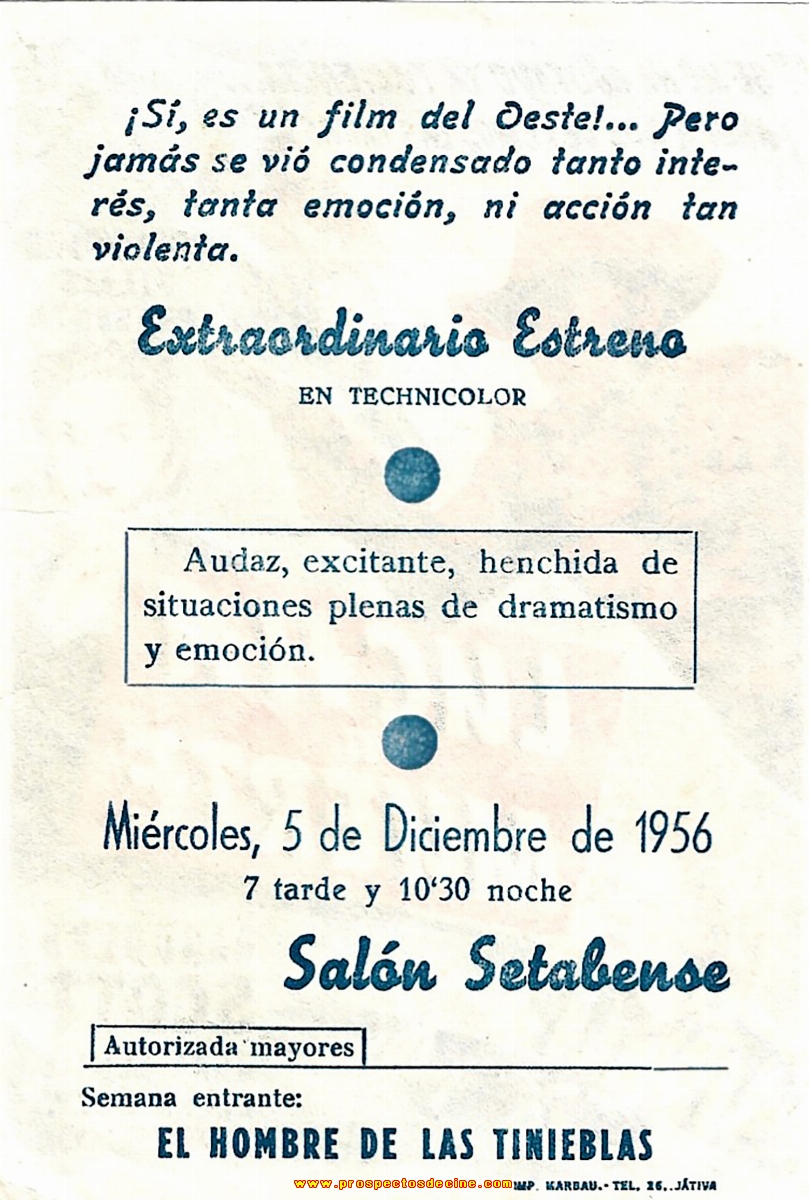 ¡Sí, es un film del Oeste!... Pero
jamás se vió condensado tanto inte-
rés, tanta emoción, ni acción tan
violenta.
Extraordinario Estreno
EN TECHNICOLOR
Audaz, excitante, henchida de
situaciones plenas de dramatismo
y emoción.
Miércoles, 5 de Diciembre de 1956
7 tarde y 10'30 noche
Salón Setabense
Autorizada mayores
Semana entrante:
EL HOMBRE DE LAS TINIEBLAS
www.prospectosdecine.com
IMP. MARBAU.- TEL. 26.-JÁTIVA